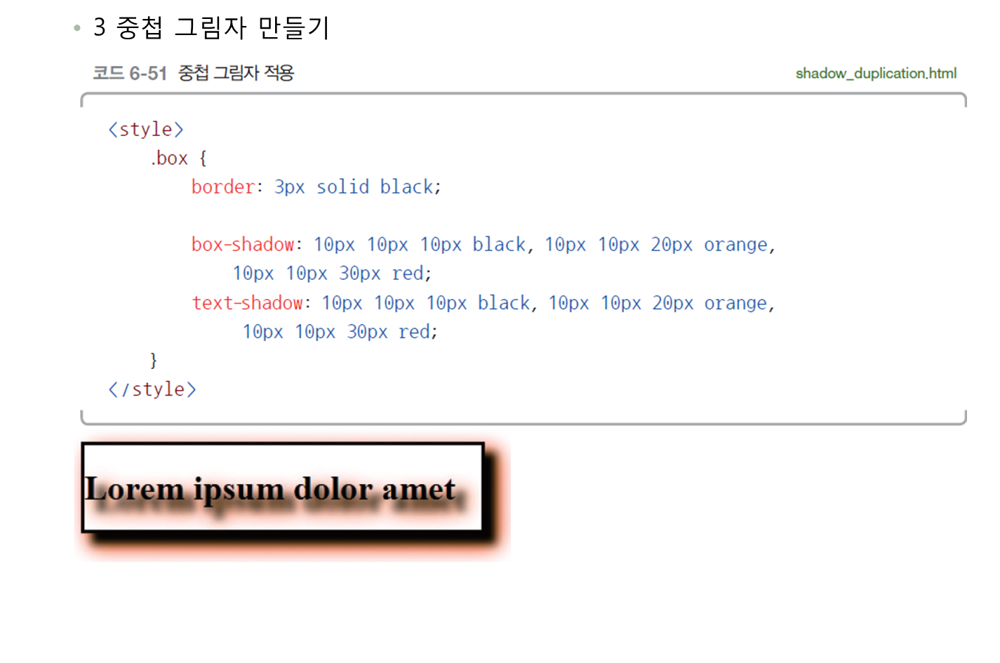 • 3 중첩 그림자 만들기
코드 6-51 중첩 그림자 적용 shadow_duplication.html
<style>
.box {
border: 3px solid black;
box-shadow: 10px 10px 10px black, 10px 10px 20px orange,
10px 10px 30px red;
text-shadow: 10px 10px 10px black, 10px 10px 20px orange,
10px 10px 30px red;
}
</style>
Lorem ipsum dolor amet